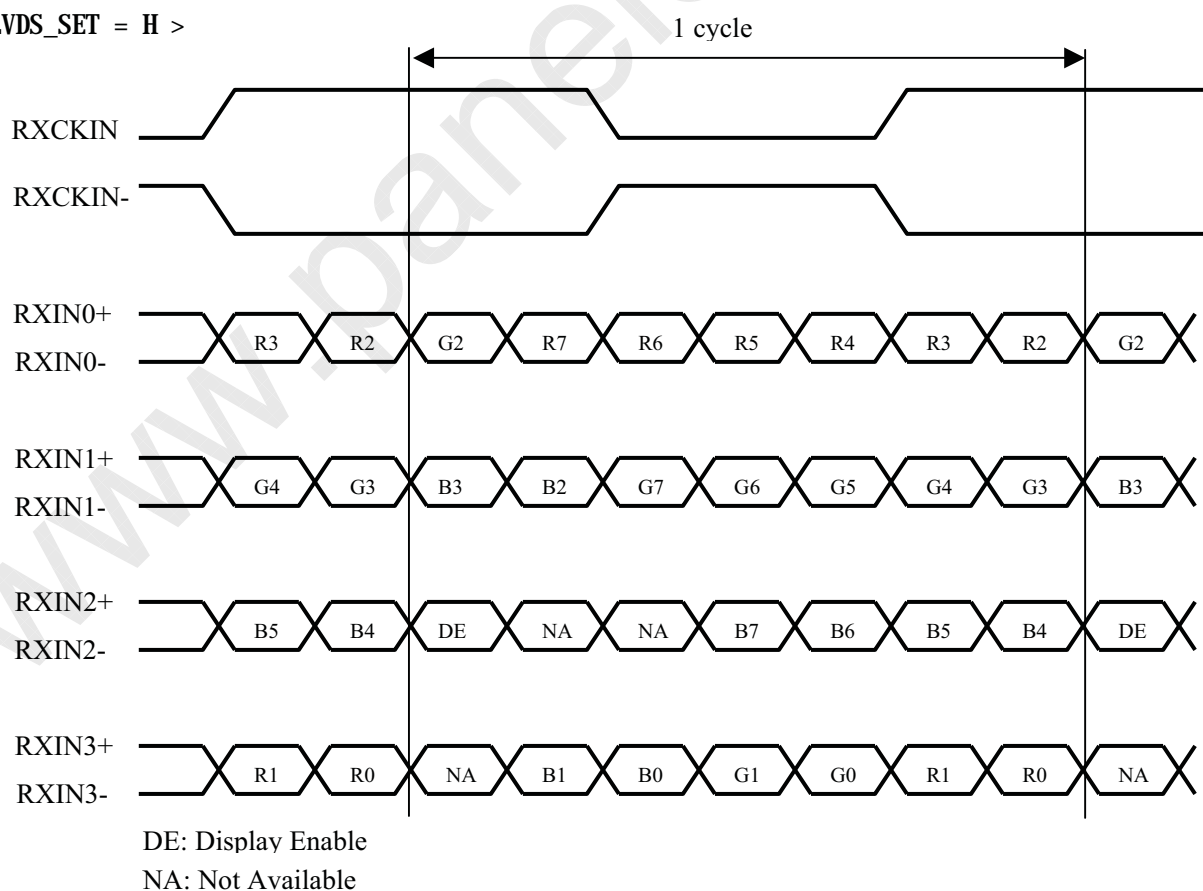 VDS_SET = H >
1 cycle
RXCKIN
RXCKIN-
RXIN0+
RXIN0-
R3 R2 G2 R7 R6 R5 R4 R3 R2 G2
RXIN1+
RXIN1-
G4 G3 B3 B2 G7 G6 G5 G4 G3 B3
RXIN2+
RXIN2-
B5 B4 DE NA NA B7 B6 B5 B4 DE
RXIN3+
RXIN3-
R1 R0 NA B1 B0 G1 G0 R1 R0 NA
DE: Display Enable
NA: Not Available
www.panel